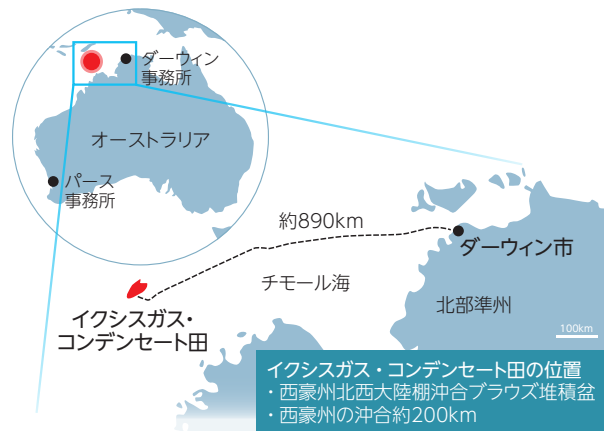 ダーウィン
事務所
オーストラリア
パース
事務所
約890km
ダーウィン市
チモール海
北部準州
イクシスガス・
コンデンセート田
100km
イクシスガス・コンデンセート田の位置
・西豪州北西大陸棚沖合ブラウズ堆積盆
・西豪州の沖合約200km